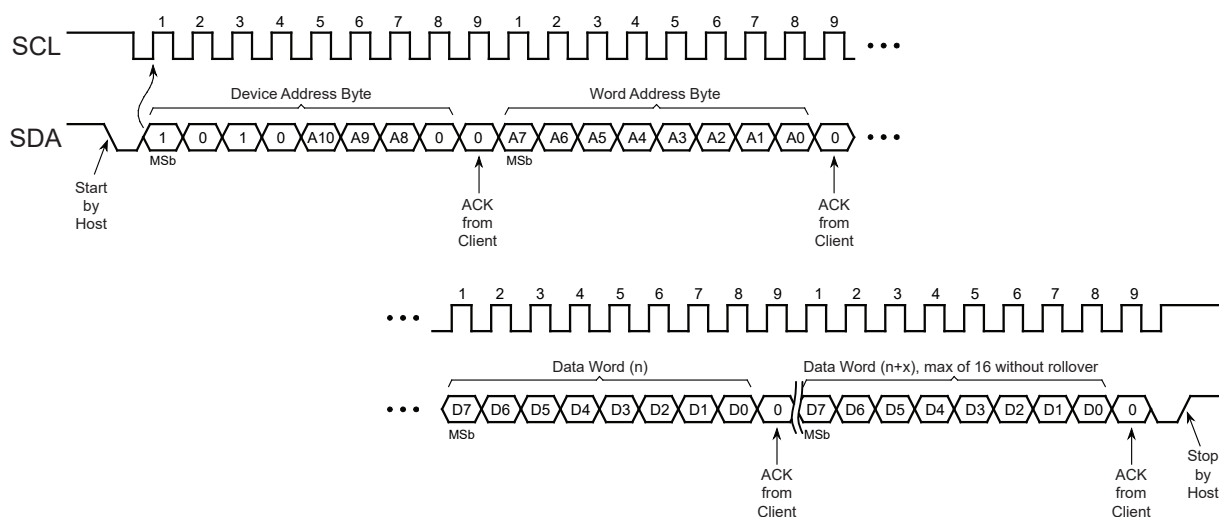 1 2 3 4 5 6 7 8 9 1 2 3 4 5 6 7 8 9
SCL
Device Address Byte Word Address Byte
SDA 1 0 1 0 A10 A9 A8 0 0 A7 A6 A5 A4 A3 A2 A1 A0 0
MSb MSb
Start
by
Host
ACK
from
Client
ACK
from
Client
1 2 3 4 5 6 7 8 9 1 2 3 4 5 6 7 8 9
Data Word (n) Data Word (n+x), max of 16 without rollover
D7 D6 D5 D4 D3 D2 D1 D0 0 D7 D6 D5 D4 D3 D2 D1 D0 0
MSb MSb
ACK
from
Client
ACK
from
Client
Stop
by
Host